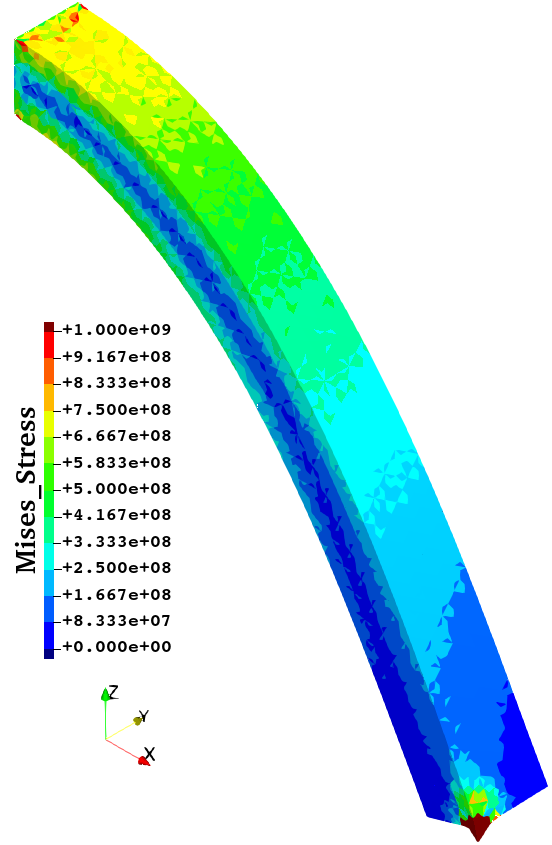 Mises_Stress
+1.000e+09
+9.167e+08
+8.333e+08
+7.500e+08
+6.667e+08
+5.833e+08
+5.000e+08
+4.167e+08
+3.333e+08
+2.500e+08
+1.667e+08
+8.333e+07
+0.000e+00
Z
Y
X